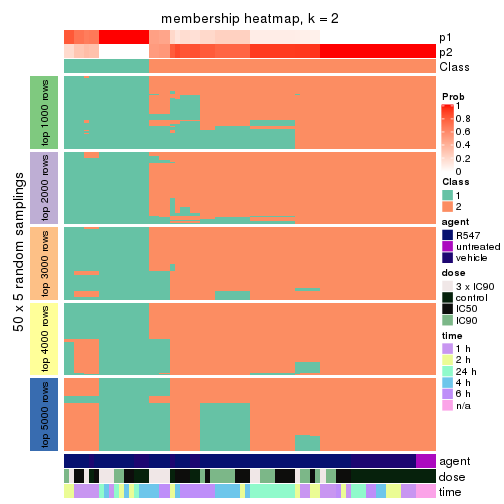 membership heatmap, k = 2
p1
p2
Class
50 x 5 random samplings
top 1000 rows
top 2000 rows
top 3000 rows
top 4000 rows
top 5000 rows
agent
dose
time
Prob
1
0.8
0.6
0.4
0.2
0
Class
1
2
agent
R547
untreated
vehicle
dose
3 x IC90
control
IC50
IC90
time
1 h
2 h
24 h
4 h
6 h
n/a